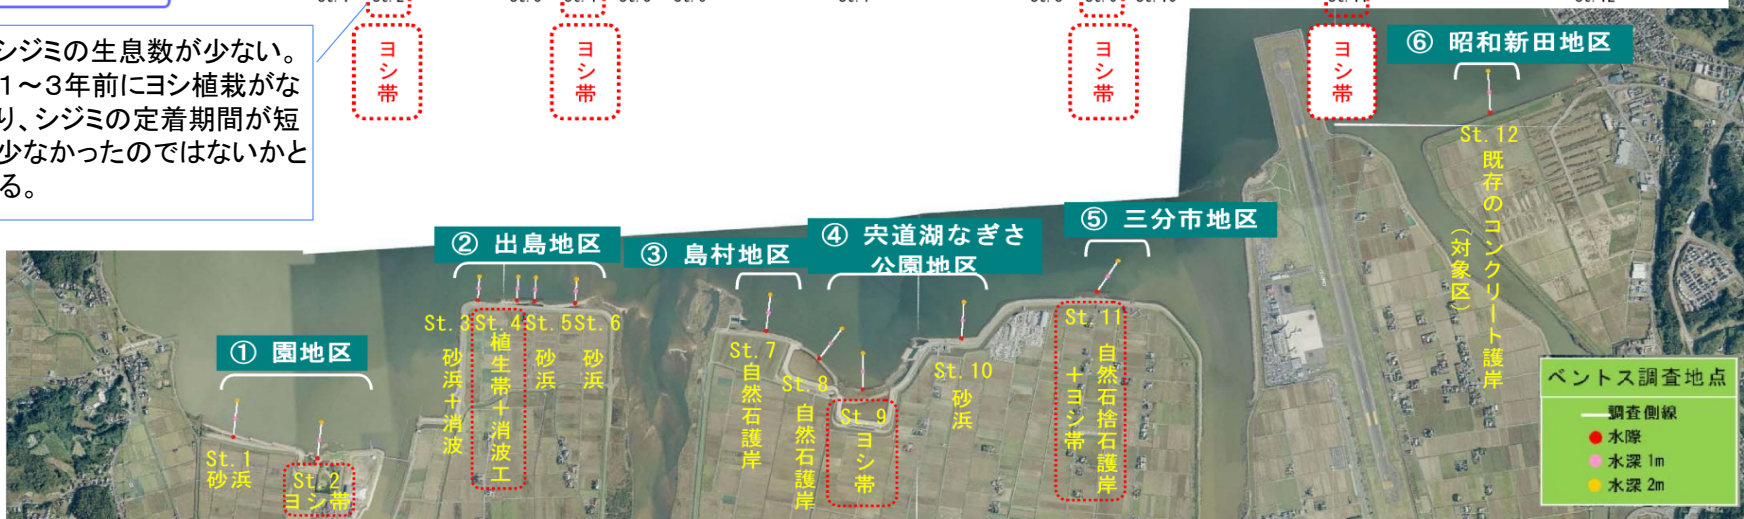 シジミの生息数が少ない。
1～3年前にヨシ植栽がな
り、シジミの定着期間が短
少なかったのではないかと
る。
ヨシ帯
ヨシ帯
ヨシ帯
ヨシ帯
① 園地区
② 出島地区
③ 島村地区
④ 宍道湖なぎさ
公園地区
⑤ 三分市地区
⑥ 昭和新田地区
St.1
砂浜
St.2
ヨシ帯
St.3
砂浜＋消波
St.4
植生帯＋消波工
St.5
砂浜
St.6
砂浜
St.7
自然石護岸
St.8
自然石護岸
St.9
ヨシ帯
St.10
砂浜
St.11
自然石捨石護岸
＋ヨシ帯
St.12
既存のコンクリート護岸
（対象区）
ベントス調査地点
調査側線
水際
水深 1m
水深 2m